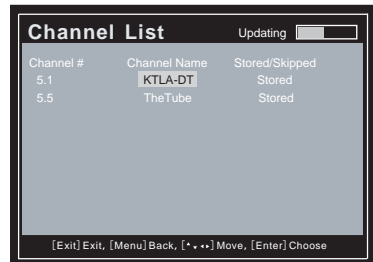 Channel List Updating
Channel # Channel Name Stored/Skipped
5.1 KTLA-DT Stored
5.5 TheTube Stored
[Exit] Exit, [Menu] Back, [▴ ▾ ◂▸] Move, [Enter] Choose